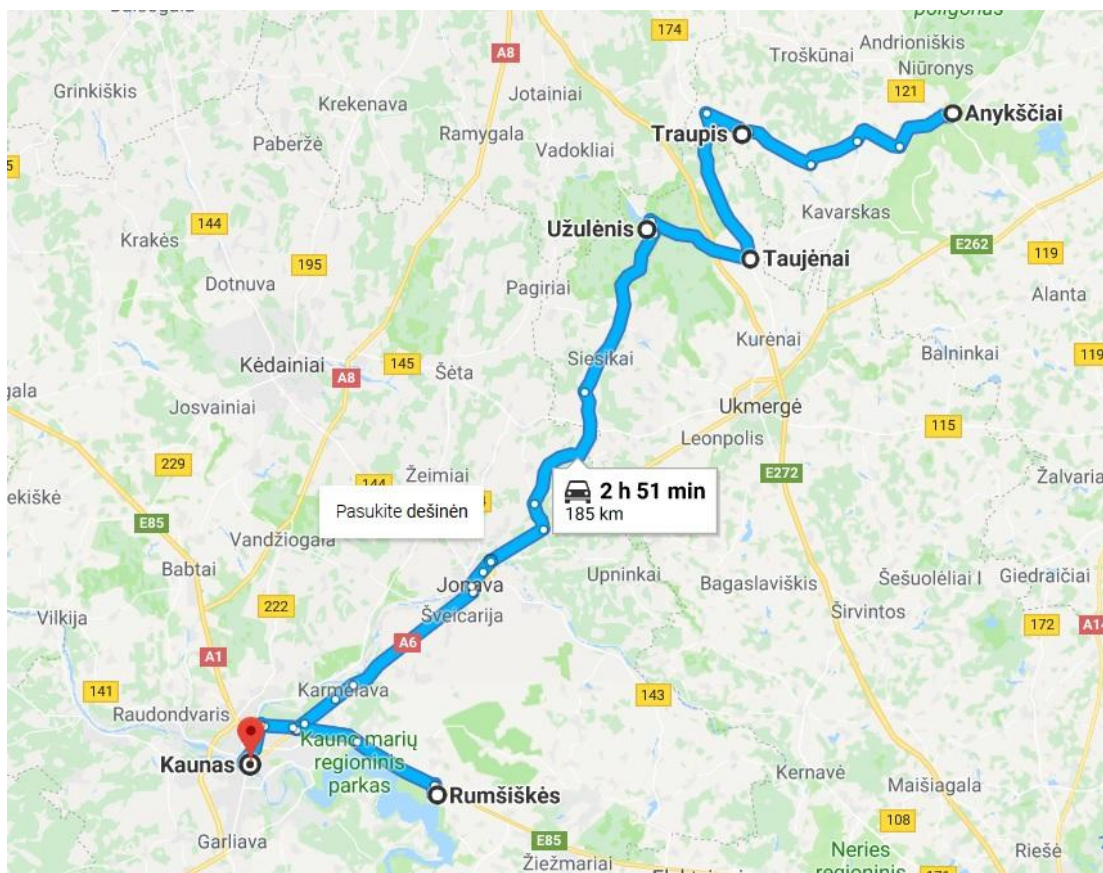 poligonas
174
Troškūnai
Andrioniškis
Niūronys
A8
Grinkiškis
Krekenava
Jotainiai
121
Anykščiai
Ramygala
Traupis
Paberžė
Vadokliai
144
Užulėnis
Kavarskas
Krakės
E262
119
195
Taujėnai
Dotnuva
Pagiriai
Alanta
Kurėnai
Kėdainiai
145
Siesikai
Balninkai
119
A8
Šėta
Josvainiai
Ukmergė
115
Leonpolis
229
Žeimiai
E272
144
2 h 51 min
185 km
Pasukite dešinėn
E85
Vandžiogala
Babtai
Jonava
Upninkai
Bagaslaviškis
Šešuolėliai I
Giedraičiai
222
Vilkija
Šveicarija
Širvintos
172
A14
A1
A6
141
Karmėlava
143
Raudondvaris
Kauno marių
regioninis
parkas
Kaunas
Rumšiškės
Kernavė
Maišiagala
Garliava
E85
108
Žiežmariai
Neries
regioninis
Riešė